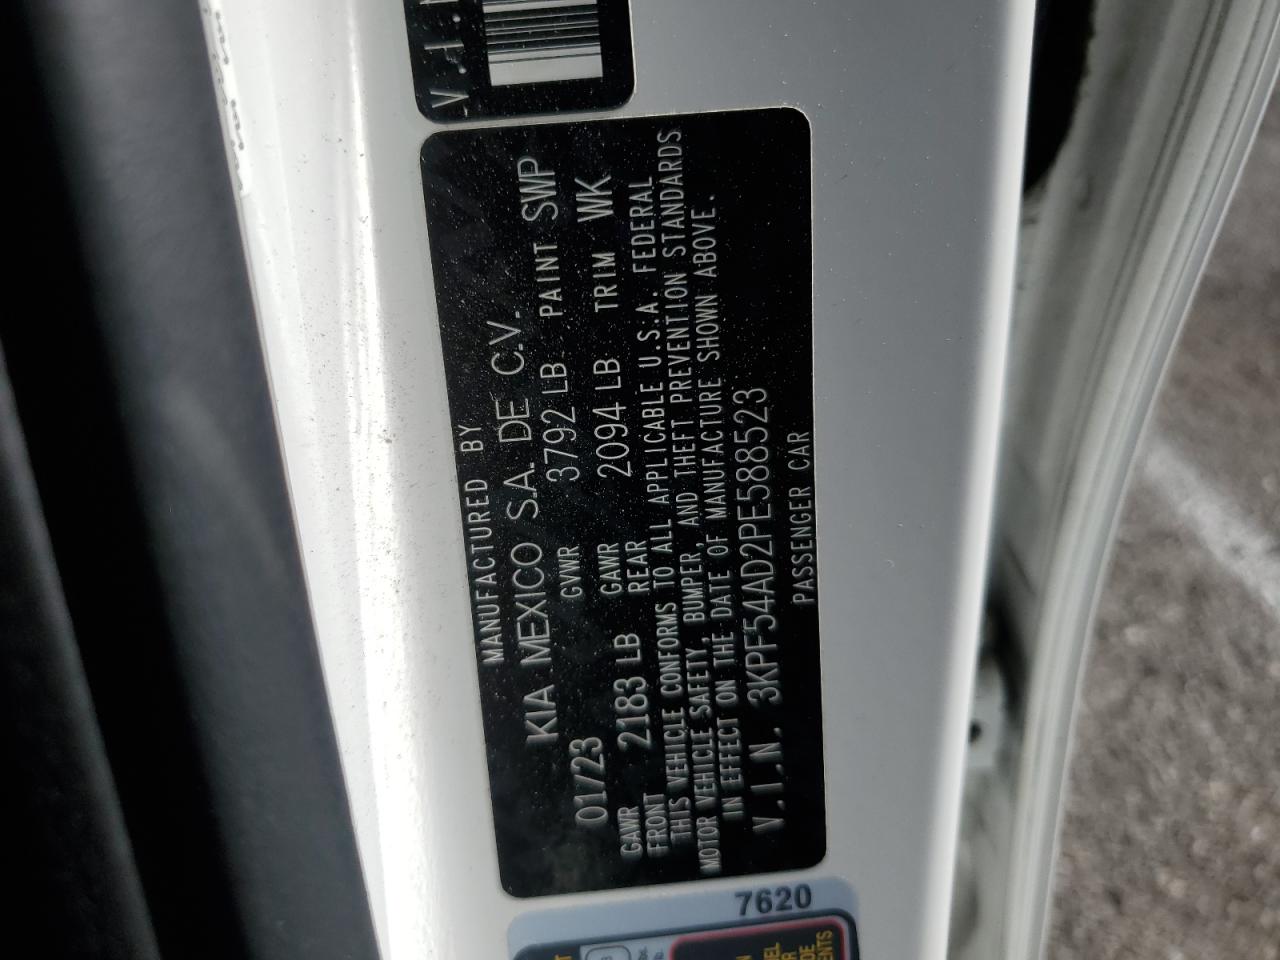 MANUFACTURED BY
KIA MEXICO S.A. DE C.V.
01/23 GVWR 3792 LB PAINT SWP
GAWR FRONT 2183 LB GAWR REAR 2094 LB TRIM WK
THIS VEHICLE CONFORMS TO ALL APPLICABLE U.S.A. FEDERAL
MOTOR VEHICLE SAFETY, BUMPER, AND THEFT PREVENTION STANDARDS
IN EFFECT ON THE DATE OF MANUFACTURE SHOWN ABOVE.
V.I.N. 3KPF54AD2PE588523
PASSENGER CAR
7620